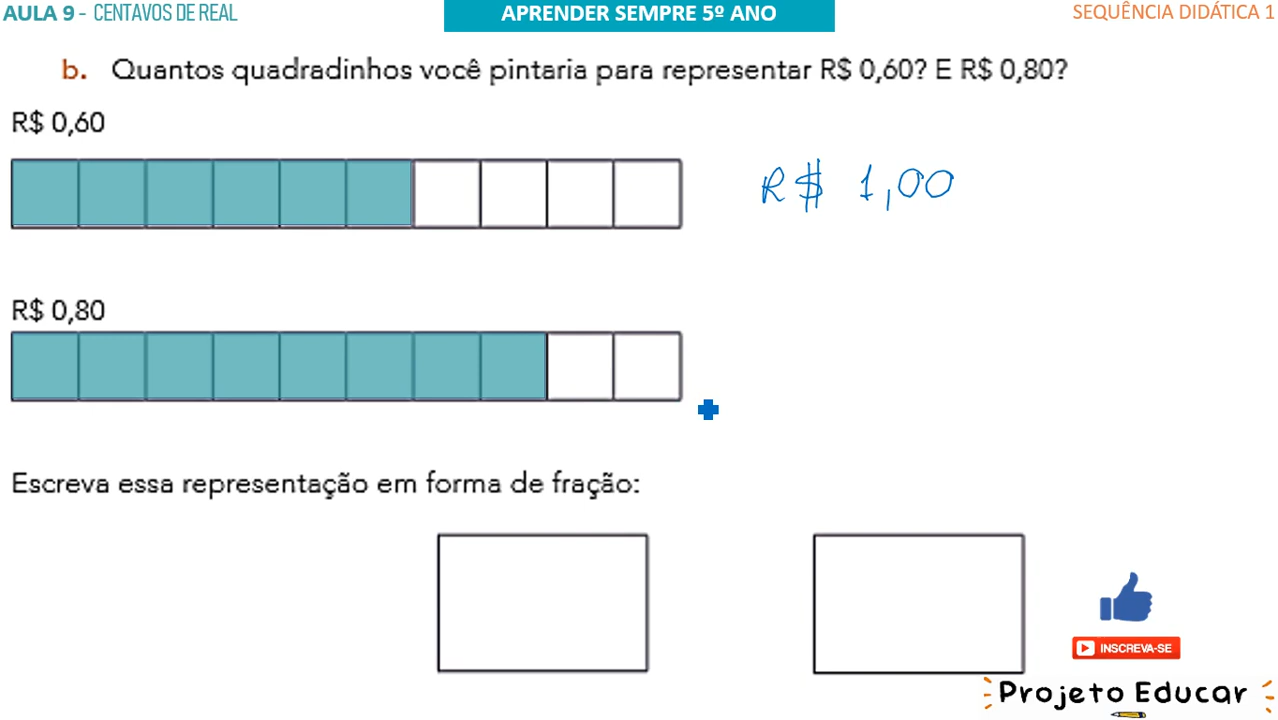 AULA 9 - CENTAVOS DE REAL
APRENDER SEMPRE 5º ANO
SEQUÊNCIA DIDÁTICA 1
b. Quantos quadradinhos você pintaria para representar R$ 0,60? E R$ 0,80?
R$ 0,60
R$ 1,00
R$ 0,80
Escreva essa representação em forma de fração:
INSCREVA-SE
Projeto Educar